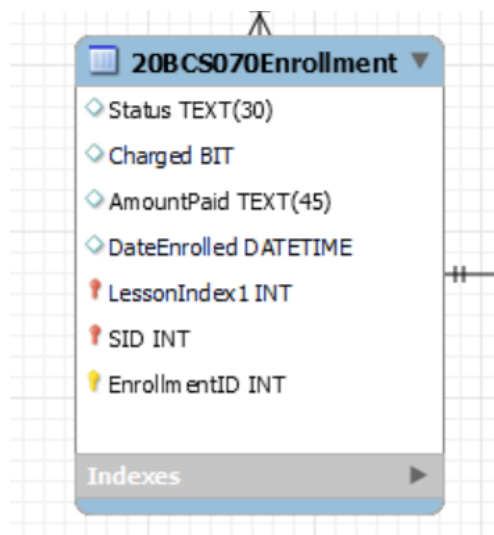 20BCS070Enrollment
Status TEXT(30)
Charged BIT
AmountPaid TEXT(45)
DateEnrolled DATETIME
LessonIndex1 INT
SID INT
EnrollmentID INT
Indexes